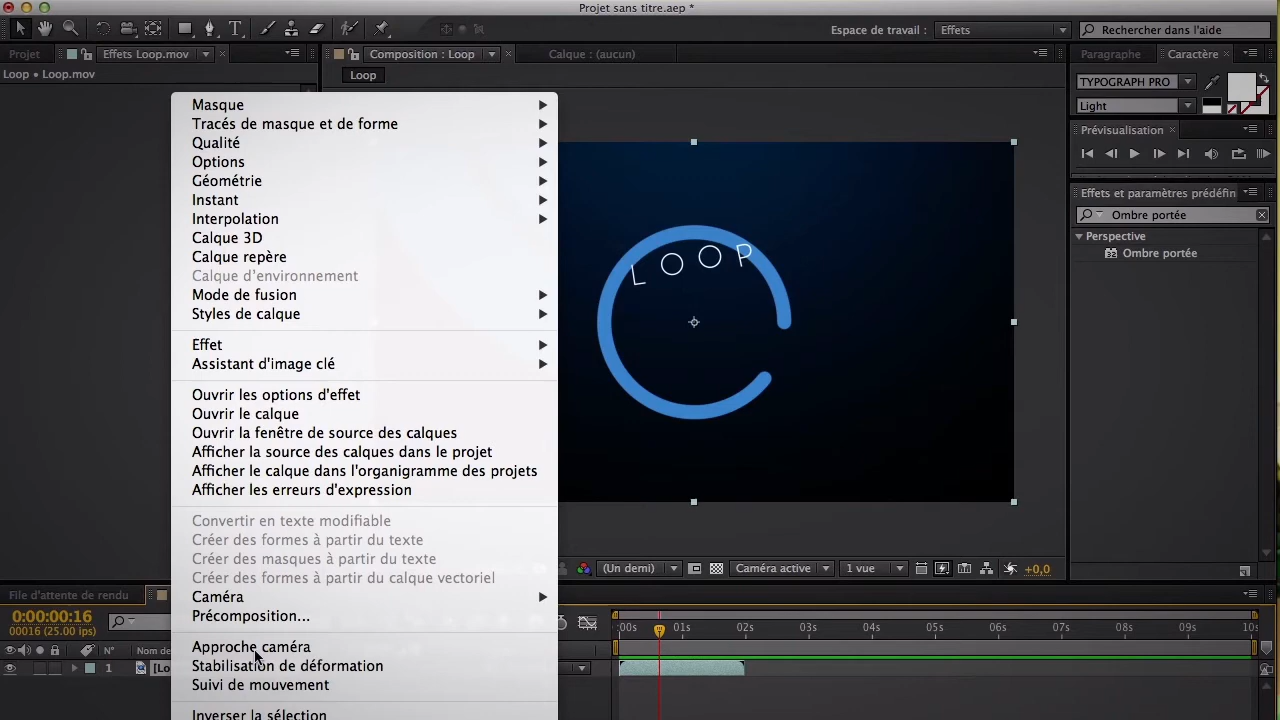 Projet sans titre.aep *
Espace de travail : Effets
Rechercher dans l'aide
Projet
Effets Loop.mov
Composition : Loop
Calque : (aucun)
Paragraphe
Caractère
Loop • Loop.mov
Loop
TYPOGRAPH PRO
Light
Prévisualisation
Effets et paramètres prédéfin
Ombre portée
Perspective
32 Ombre portée
Masque
Tracés de masque et de forme
Qualité
Options
Géométrie
Instant
Interpolation
Calque 3D
Calque repère
Calque d'environnement
Mode de fusion
Styles de calque
Effet
Assistant d'image clé
Ouvrir les options d'effet
Ouvrir le calque
Ouvrir la fenêtre de source des calques
Afficher la source des calques dans le projet
Afficher le calque dans l'organigramme des projets
Afficher les erreurs d'expression
Convertir en texte modifiable
Créer des formes à partir du texte
Créer des masques à partir du texte
Créer des formes à partir du calque vectoriel
Caméra
Précomposition...
Approche caméra
Stabilisation de déformation
Suivi de mouvement
Inverser la sélection
LOOP
(Un demi)
Caméra active
1 vue
+0,0
File d'attente de rendu
0:00:00:16
00016 (25.00 ips)
:00s 01s 02s 03s 04s 05s 06s 07s 08s 09s 10s
N° Nom de
1 [Lo